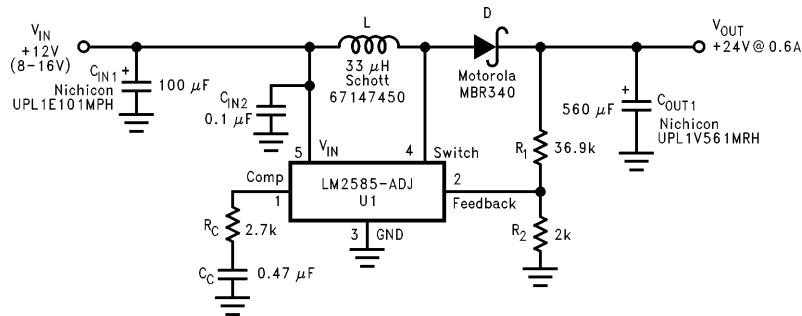 V_IN
+12V
(8–16V)
C_IN1 +
Nichicon
UPL1E101MPH
100 μF
C_IN2
0.1 μF
L
33 μH
Schott
67147450
D
Motorola
MBR340
V_OUT
+24V@0.6A
+
560 μF
C_OUT1
Nichicon
UPL1V561MRH
R_1
36.9k
5
V_IN
4
Switch
Comp
1
LM2585-ADJ
U1
2
Feedback
3
GND
R_C
2.7k
C_C
0.47 μF
R_2
2k